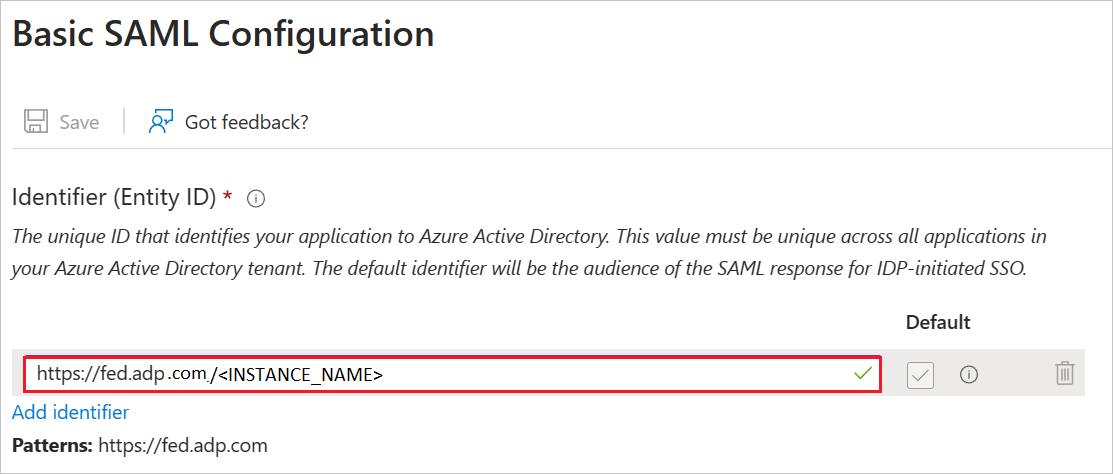 Basic SAML Configuration
Save
Got feedback?
Identifier (Entity ID) *
The unique ID that identifies your application to Azure Active Directory. This value must be unique across all applications in
your Azure Active Directory tenant. The default identifier will be the audience of the SAML response for IDP-initiated SSO.
Default
https://fed.adp.com./<INSTANCE_NAME>
Add identifier
Patterns: https://fed.adp.com